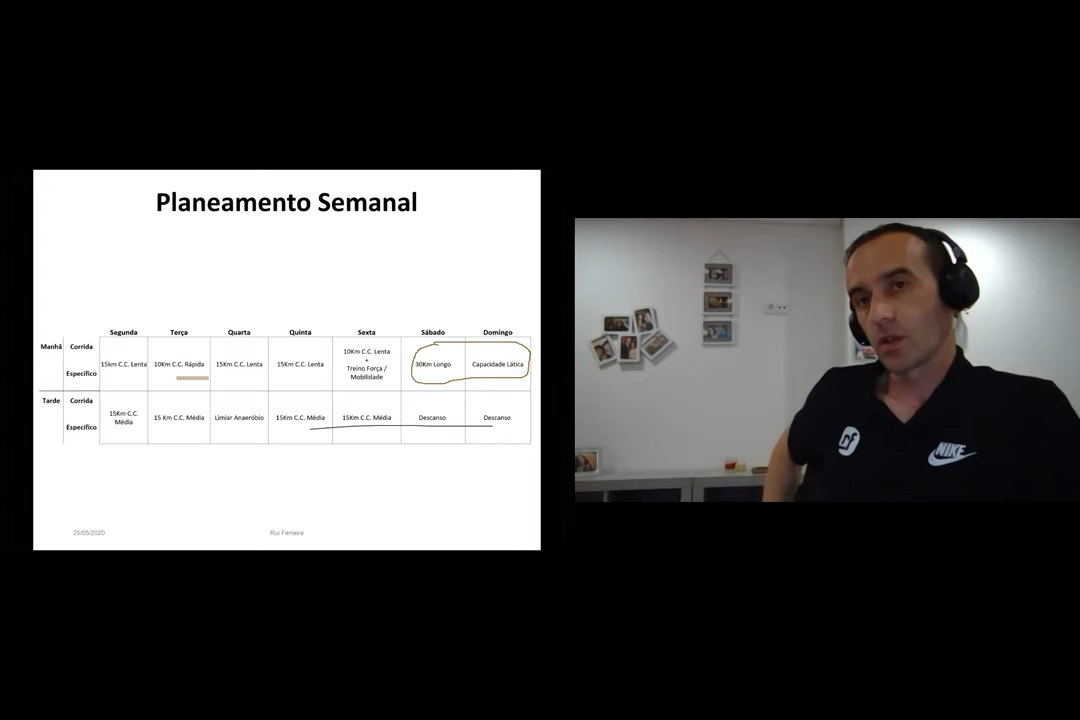 Planeamento Semanal
Segunda Terça Quarta Quinta Sexta Sábado Domingo
Manhã Corrida
Específico
15km C.C. Lenta 10Km C.C. Rápida 15Km C.C. Lenta 15Km C.C. Lenta
10Km C.C. Lenta
+
Treino Força /
Mobilidade
30Km Longo Capacidade Lática
Tarde Corrida
Específico
15Km C.C.
Média
15 Km C.C. Média Limiar Anaeróbio 15Km C.C. Média 15Km C.C. Média Descanso Descanso
25/05/2020 Rui Ferreira
NIKE